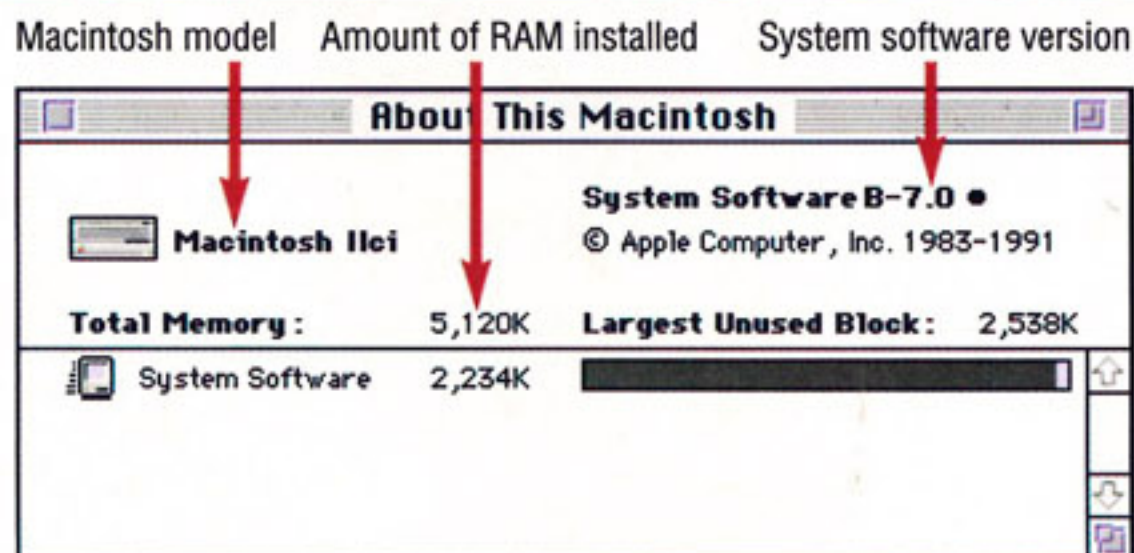 Macintosh model Amount of RAM installed System software version
About This Macintosh
System Software B-7.0 •
Macintosh IIci © Apple Computer, Inc. 1983-1991
Total Memory: 5,120K Largest Unused Block: 2,538K
System Software 2,234K